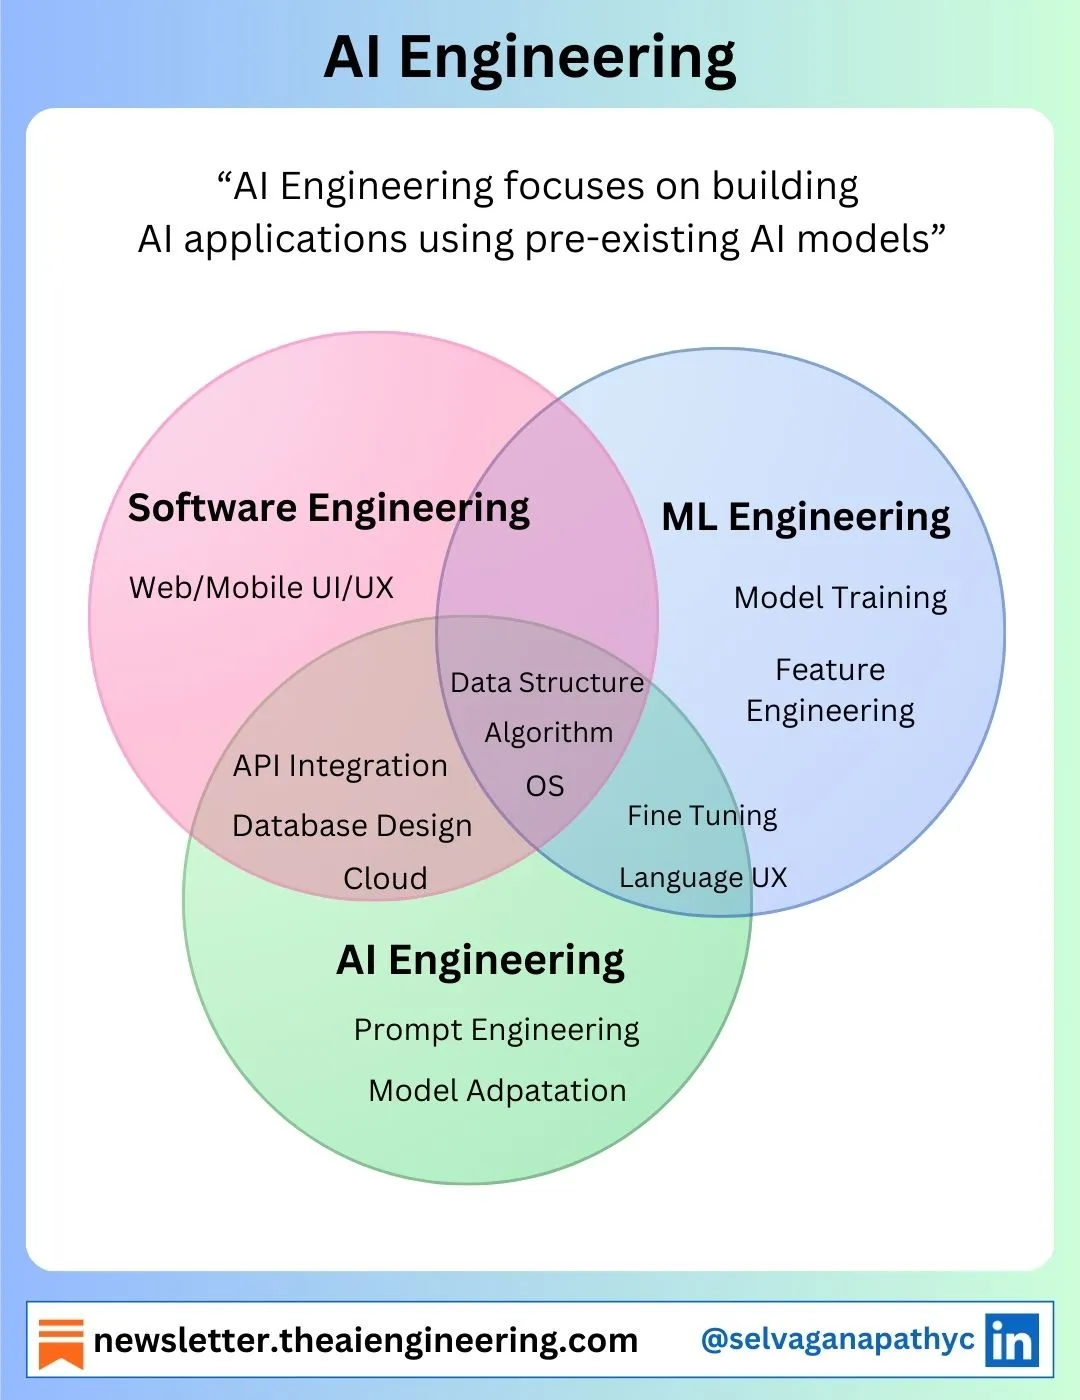 AI Engineering
“AI Engineering focuses on building
AI applications using pre-existing AI models”
Software Engineering
Web/Mobile UI/UX
ML Engineering
Model Training
Feature
Engineering
Data Structure
Algorithm
OS
API Integration
Database Design
Cloud
Fine Tuning
Language UX
AI Engineering
Prompt Engineering
Model Adpatation
newsletter.theaiengineering.com
@selvaganapathyc
in